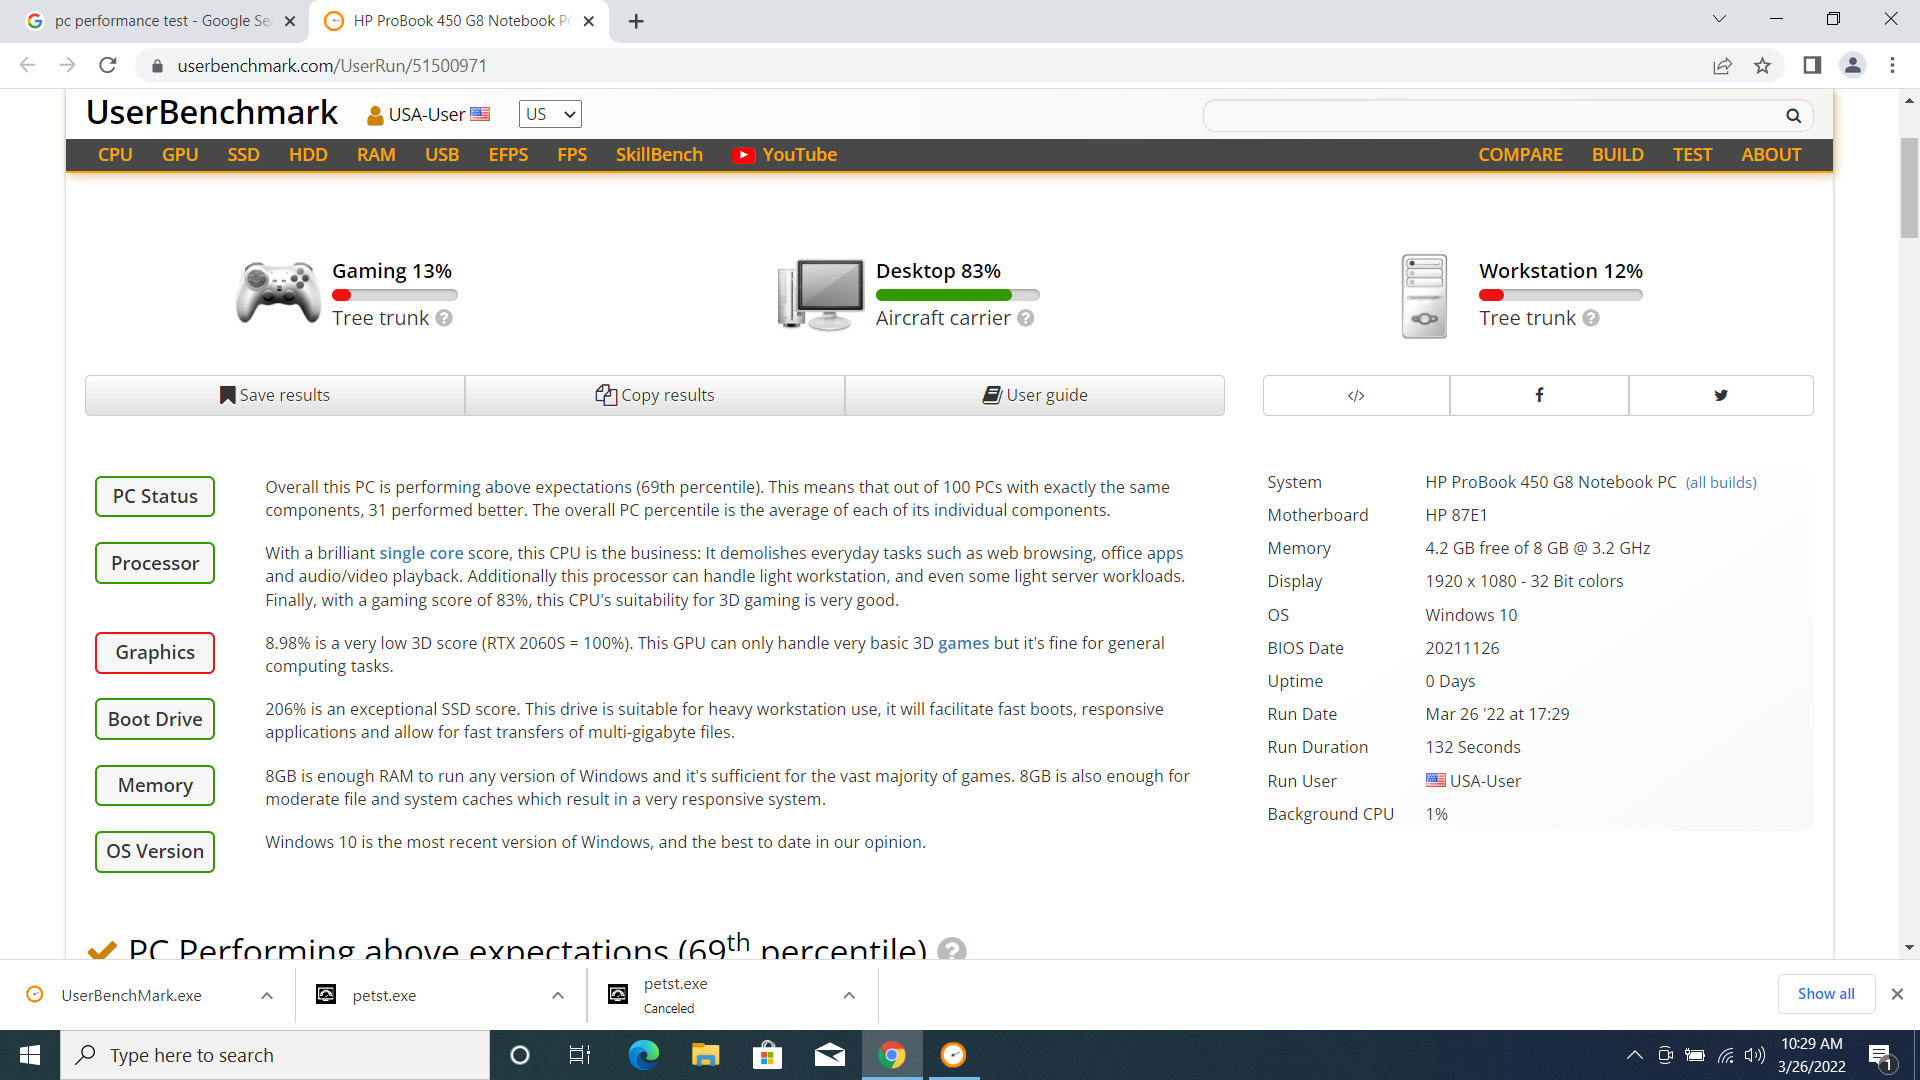 pc performance test - Google Se
HP ProBook 450 G8 Notebook PC
userbenchmark.com/UserRun/51500971
UserBenchmark
USA-User
US
CPU GPU SSD HDD RAM USB EFPS FPS SkillBench YouTube COMPARE BUILD TEST ABOUT
Gaming 13%
Tree trunk ?
Desktop 83%
Aircraft carrier ?
Workstation 12%
Tree trunk ?
Save results
Copy results
User guide
</>
PC Status
Overall this PC is performing above expectations (69th percentile). This means that out of 100 PCs with exactly the same
components, 31 performed better. The overall PC percentile is the average of each of its individual components.
Processor
With a brilliant single core score, this CPU is the business: It demolishes everyday tasks such as web browsing, office apps
and audio/video playback. Additionally this processor can handle light workstation, and even some light server workloads.
Finally, with a gaming score of 83%, this CPU's suitability for 3D gaming is very good.
Graphics
8.98% is a very low 3D score (RTX 2060S = 100%). This GPU can only handle very basic 3D games but it's fine for general
computing tasks.
Boot Drive
206% is an exceptional SSD score. This drive is suitable for heavy workstation use, it will facilitate fast boots, responsive
applications and allow for fast transfers of multi-gigabyte files.
Memory
8GB is enough RAM to run any version of Windows and it's sufficient for the vast majority of games. 8GB is also enough for
moderate file and system caches which result in a very responsive system.
OS Version
Windows 10 is the most recent version of Windows, and the best to date in our opinion.
System HP ProBook 450 G8 Notebook PC (all builds)
Motherboard HP 87E1
Memory 4.2 GB free of 8 GB @ 3.2 GHz
Display 1920 x 1080 - 32 Bit colors
OS Windows 10
BIOS Date 20211126
Uptime 0 Days
Run Date Mar 26 '22 at 17:29
Run Duration 132 Seconds
Run User USA-User
Background CPU 1%
PC Performing above expectations (69th percentile) ?
UserBenchMark.exe
petst.exe
petst.exe
Canceled
Show all
Type here to search
10:29 AM
3/26/2022
1